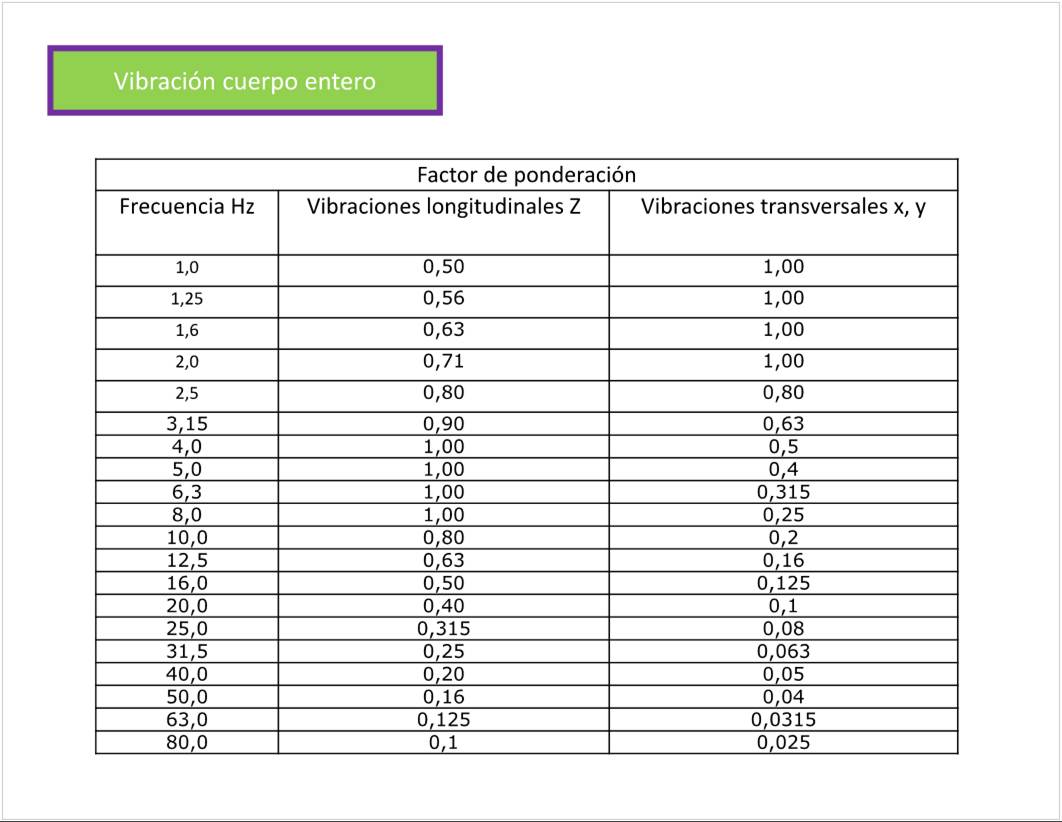 Vibración cuerpo entero
Factor de ponderación
Frecuencia Hz Vibraciones longitudinales Z Vibraciones transversales x, y
1,0 0,50 1,00
1,25 0,56 1,00
1,6 0,63 1,00
2,0 0,71 1,00
2,5 0,80 0,80
3,15 0,90 0,63
4,0 1,00 0,5
5,0 1,00 0,4
6,3 1,00 0,315
8,0 1,00 0,25
10,0 0,80 0,2
12,5 0,63 0,16
16,0 0,50 0,125
20,0 0,40 0,1
25,0 0,315 0,08
31,5 0,25 0,063
40,0 0,20 0,05
50,0 0,16 0,04
63,0 0,125 0,0315
80,0 0,1 0,025